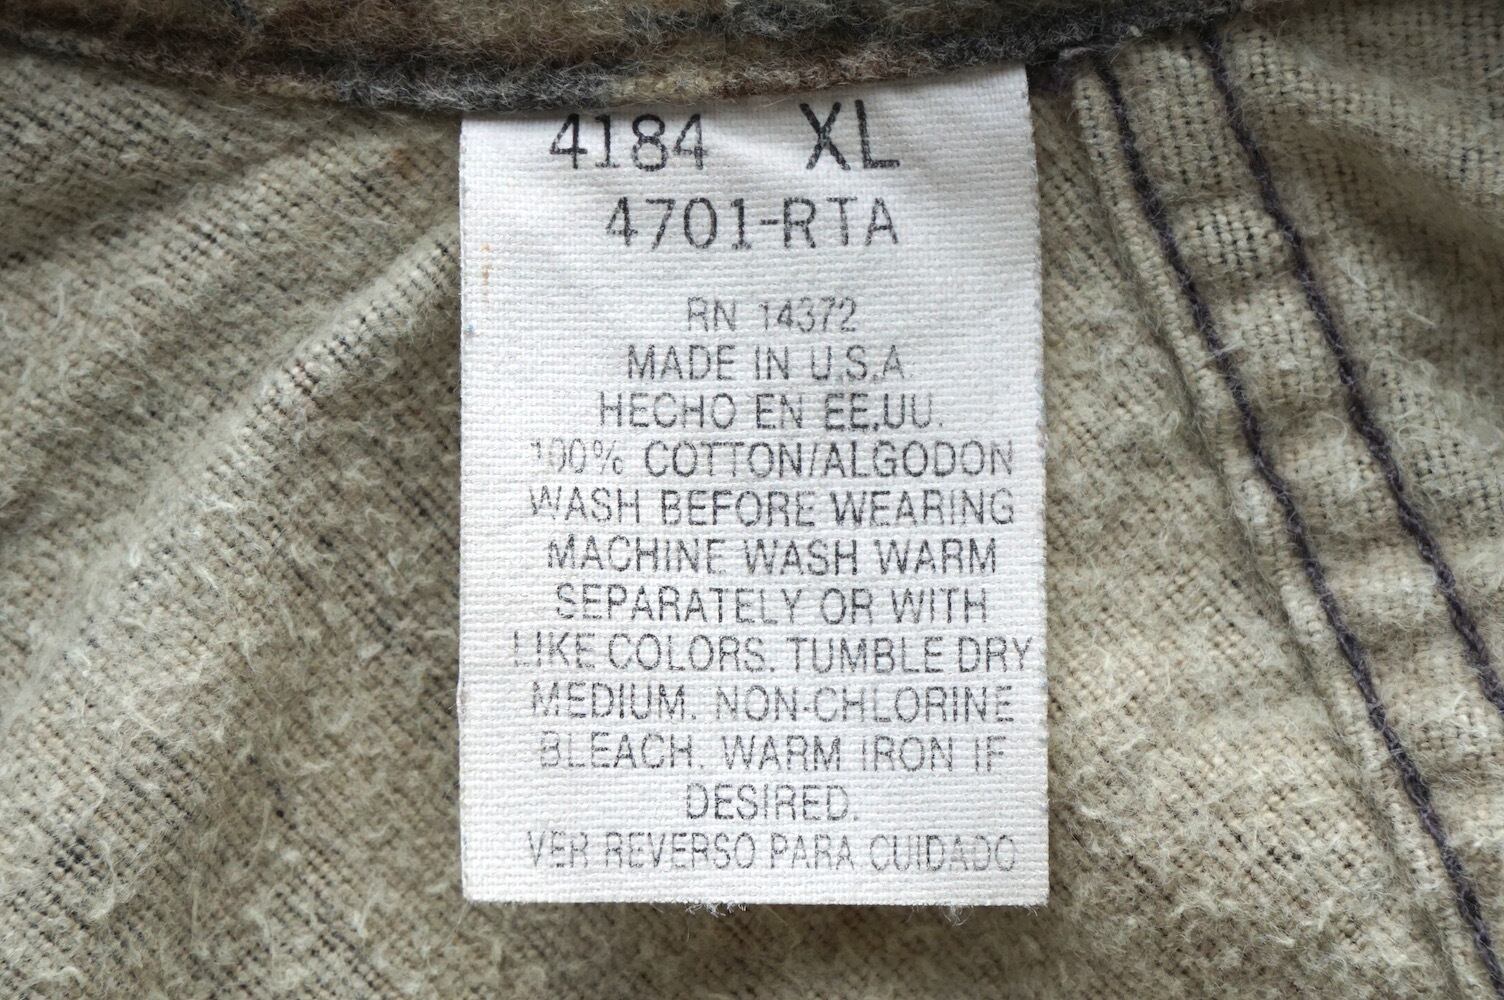 4184 XL
4701-RTA
RN 14372
MADE IN U.S.A.
HECHO EN EE.UU.
100% COTTON/ALGODON
WASH BEFORE WEARING
MACHINE WASH WARM
SEPARATELY OR WITH
LIKE COLORS. TUMBLE DRY
MEDIUM. NON-CHLORINE
BLEACH. WARM IRON IF
DESIRED.
VER REVERSO PARA CUIDADO